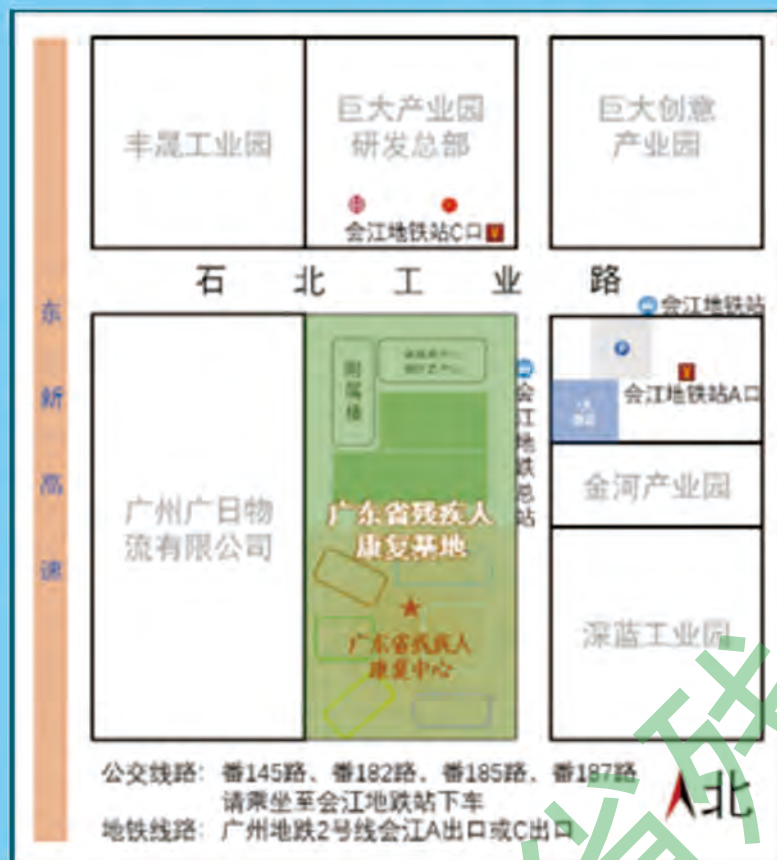 丰晟工业园
巨大产业园
研发总部
巨大创意
产业园
会江地铁站C口
石北工业路
会江地铁站
东新高速
附属楼
会江地铁总站
会江地铁站A口
P
广州广日物
流有限公司
广东省残疾人
康复基地
广东省残疾人
康复中心
金河产业园
深蓝工业园
公交线路：番145路、番182路、番185路、番187路
请乘坐至会江地跌站下车
地铁线路：广州地跌2号线会江A出口或C出口
北
省残